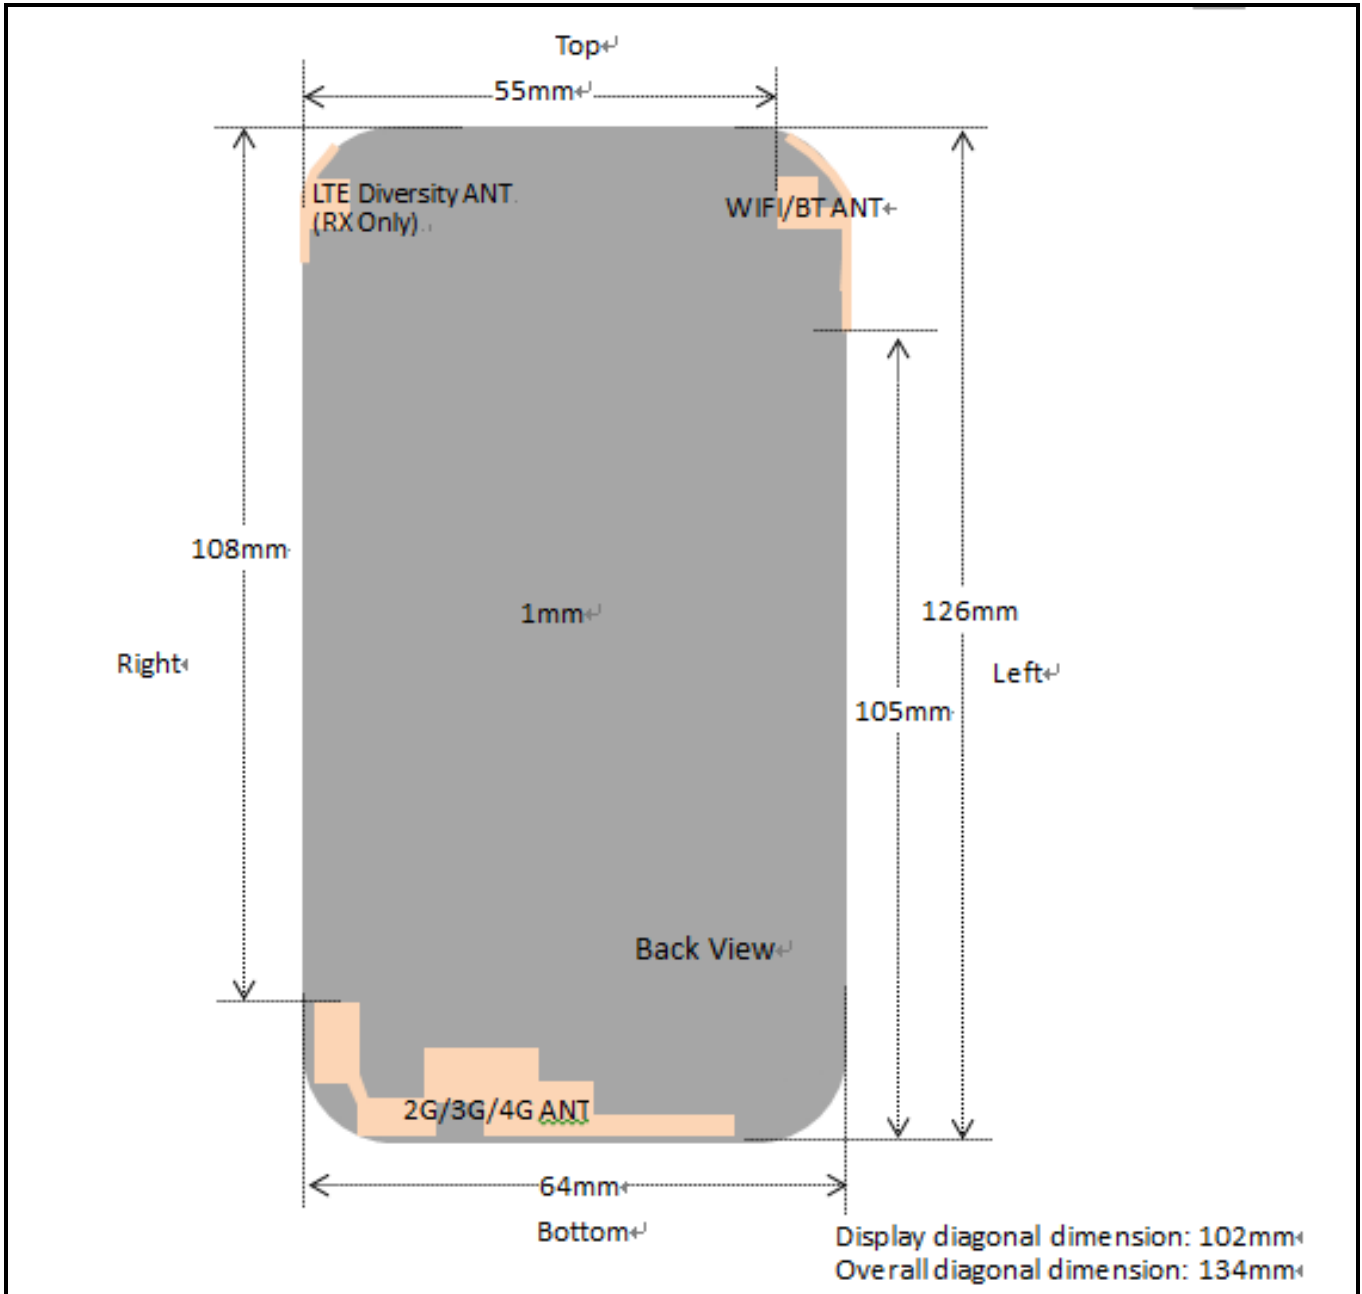 Top
55mm
LTE Diversity ANT
(RX Only)
WIFI/BT ANT
108mm
1mm
126mm
Right
Left
105mm
Back View
2G/3G/4G ANT
64mm
Bottom
Display diagonal dimension: 102mm
Overall diagonal dimension: 134mm